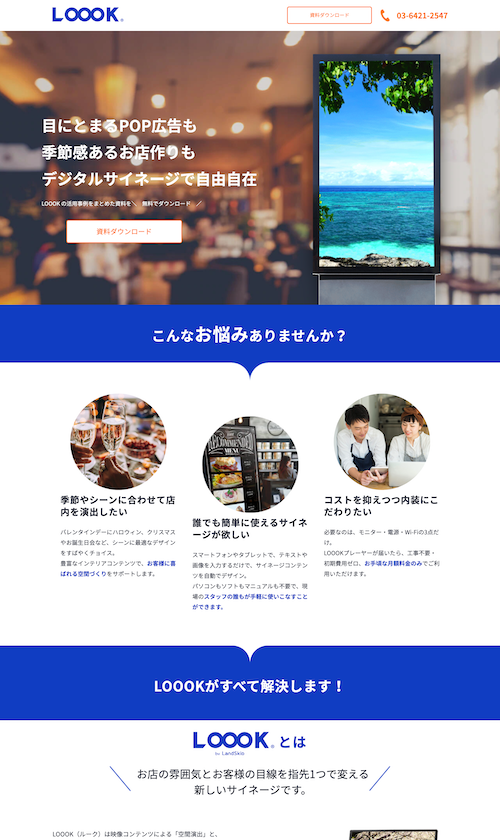 LOOOK
資料ダウンロード
03-6421-2547
目にとまるPOP広告も
季節感あるお店作りも
デジタルサイネージで自由自在
LOOOK の活用事例をまとめた資料を＼ 無料でダウンロード ／
資料ダウンロード
こんなお悩みありませんか？
RECOMMENDED
MENU
季節やシーンに合わせて店
内を演出したい
バレンタインデーにハロウィン、クリスマス
やお誕生日会など、シーンに最適なデザイン
をすばやくチョイス。
豊富なインテリアコンテンツで、お客様に喜
ばれる空間づくりをサポートします。
誰でも簡単に使えるサイネ
ージが欲しい
スマートフォンやタブレットで、テキストや
画像を入力するだけで、サイネージコンテン
ツを自動でデザイン。
パソコンもソフトもマニュアルも不要で、現
場のスタッフの誰もが手軽に使いこなすこと
ができます。
コストを抑えつつ内装にこ
だわりたい
必要なのは、モニター・電源・Wi-Fiの3点だ
け。
LOOOKプレーヤーが届いたら、工事不要・
初期費用ゼロ、お手頃な月額料金のみでご利
用いただけます。
LOOOKがすべて解決します！
LOOOK とは
by LandSkip
お店の雰囲気とお客様の目線を指先1つで変える
新しいサイネージです。
LOOOK（ルーク）は映像コンテンツによる「空間演出」と、